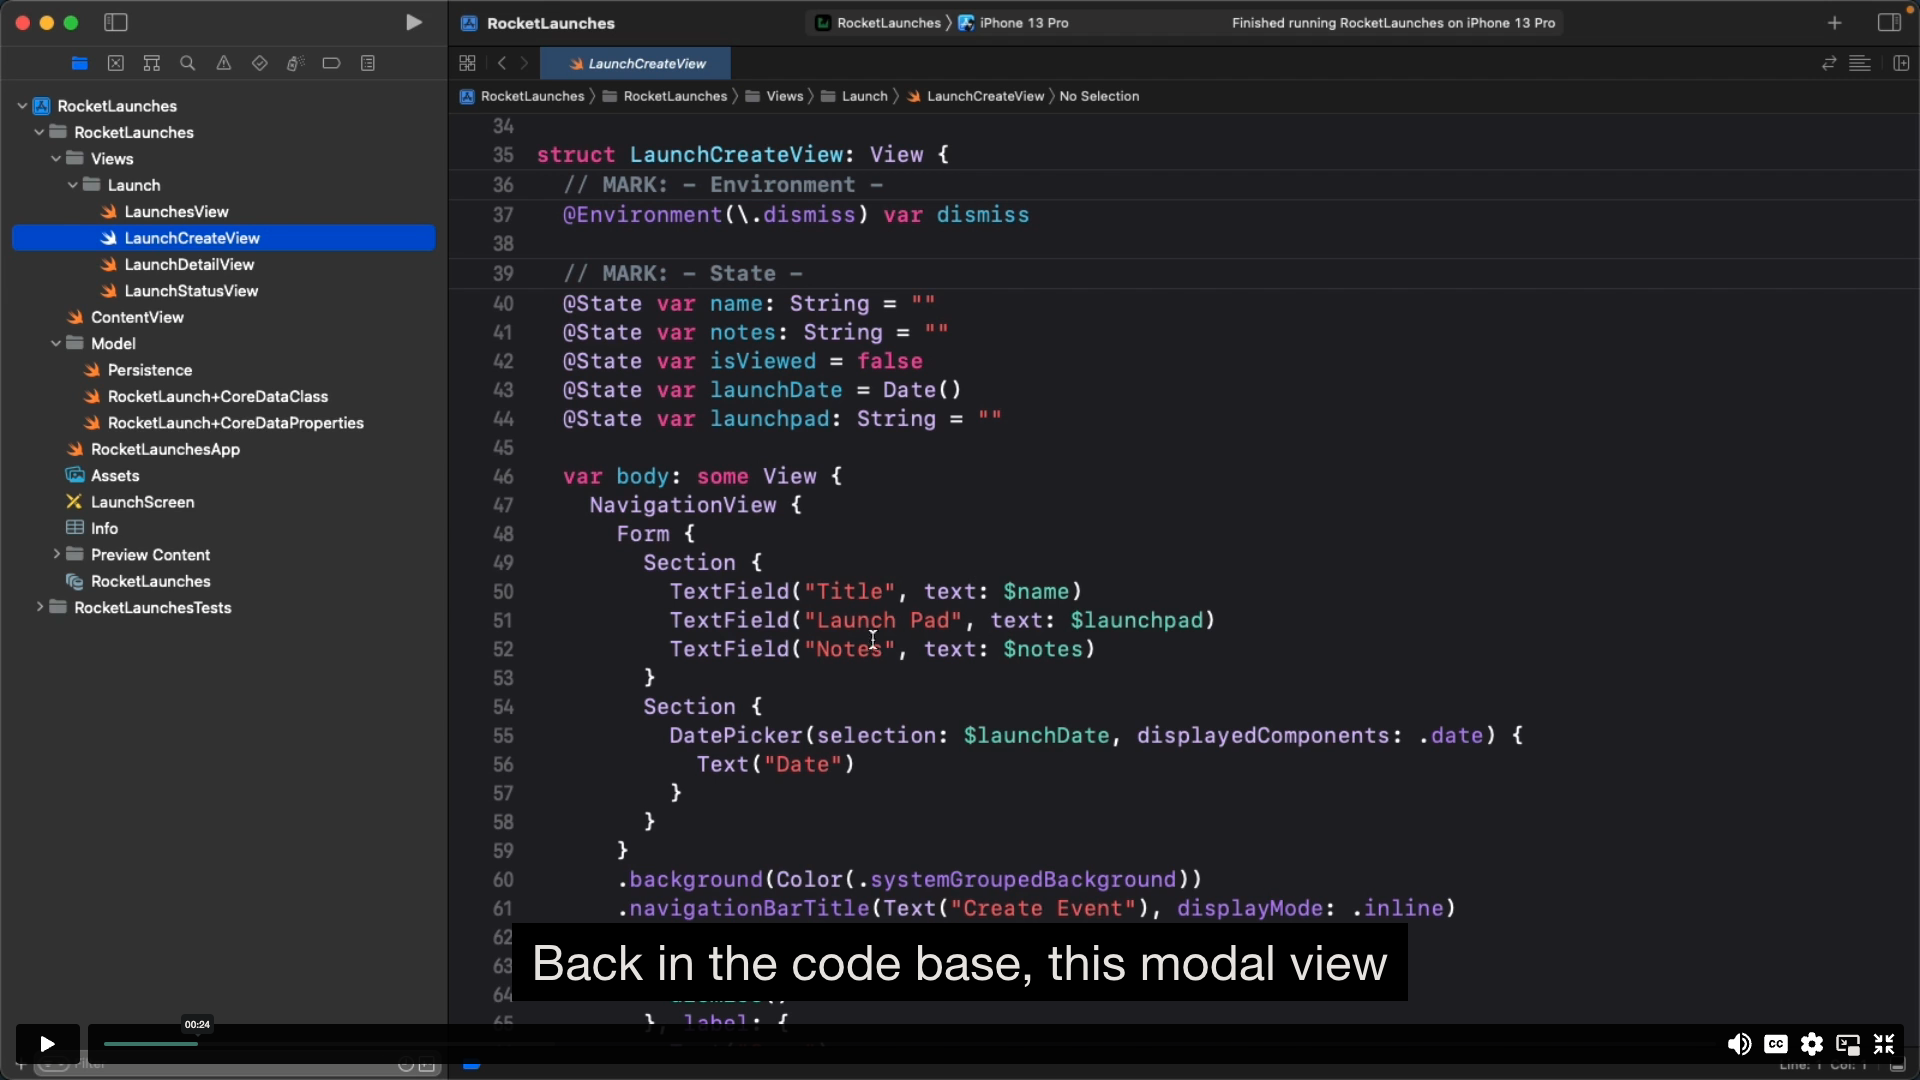 RocketLaunches
RocketLaunches 〉 iPhone 13 Pro
Finished running RocketLaunches on iPhone 13 Pro
LaunchCreateView
RocketLaunches 〉 RocketLaunches 〉 Views 〉 Launch 〉 LaunchCreateView 〉 No Selection
RocketLaunches
RocketLaunches
Views
Launch
LaunchesView
LaunchCreateView
LaunchDetailView
LaunchStatusView
ContentView
Model
Persistence
RocketLaunch+CoreDataClass
RocketLaunch+CoreDataProperties
RocketLaunchesApp
Assets
LaunchScreen
Info
Preview Content
RocketLaunches
RocketLaunchesTests
34
35 struct LaunchCreateView: View {
36 // MARK: - Environment -
37 @Environment(\.dismiss) var dismiss
38
39 // MARK: - State -
40 @State var name: String = ""
41 @State var notes: String = ""
42 @State var isViewed = false
43 @State var launchDate = Date()
44 @State var launchpad: String = ""
45
46 var body: some View {
47 NavigationView {
48 Form {
49 Section {
50 TextField("Title", text: $name)
51 TextField("Launch Pad", text: $launchpad)
52 TextField("Notes", text: $notes)
53 }
54 Section {
55 DatePicker(selection: $launchDate, displayedComponents: .date) {
56 Text("Date")
57 }
58 }
59 }
60 .background(Color(.systemGroupedBackground))
61 .navigationBarTitle(Text("Create Event"), displayMode: .inline)
62
63
64 dismiss()
65 }, label: {
Back in the code base, this modal view
00:24
CC
Filter